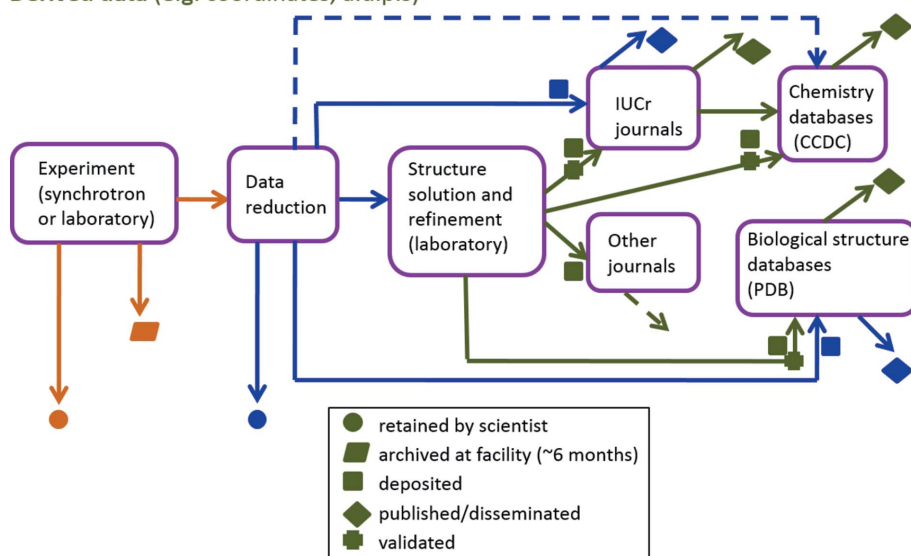 Experiment
(synchrotron
or laboratory)
Data
reduction
Structure
solution and
refinement
(laboratory)
IUCr
journals
Other
journals
Chemistry
databases
(CCDC)
Biological structure
databases
(PDB)
retained by scientist
archived at facility (~6 months)
deposited
published/disseminated
validated